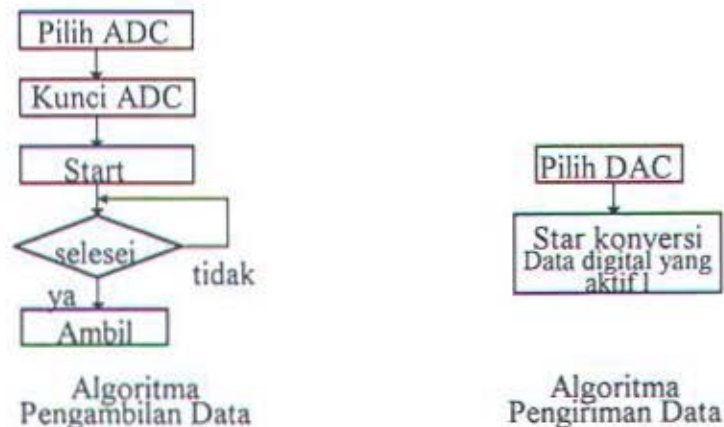 Pilih ADC
Kunci ADC
Start
selesei
tidak
ya
Ambil
Algoritma
Pengambilan Data
Pilih DAC
Star konversi
Data digital yang
aktif l
Algoritma
Pengiriman Data